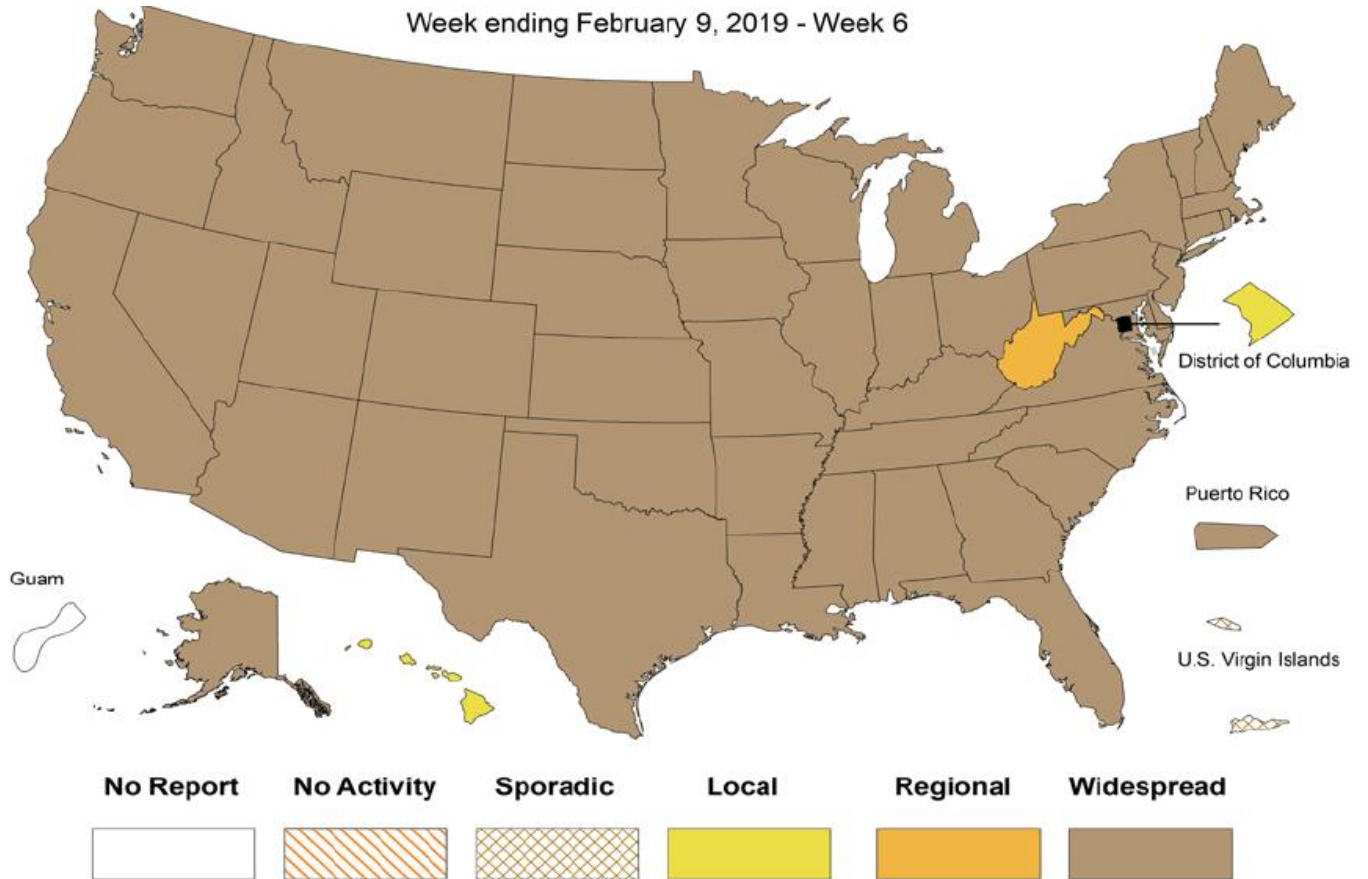 Week ending February 9, 2019 - Week 6
District of Columbia
Puerto Rico
Guam
U.S. Virgin Islands
No Report No Activity Sporadic Local Regional Widespread